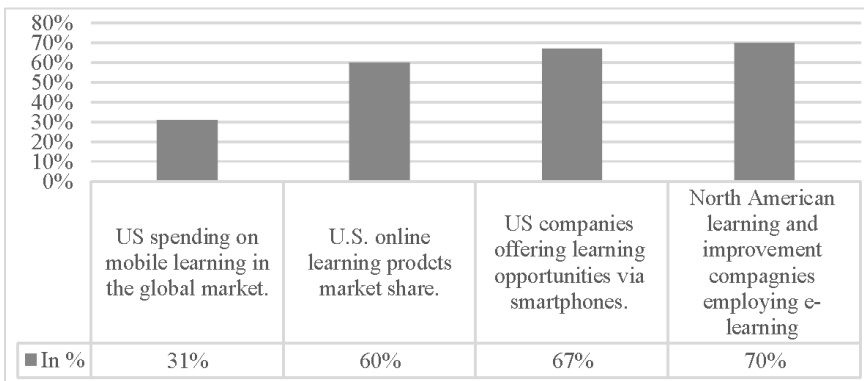 80%
70%
60%
50%
40%
30%
20%
10%
0%
US spending on
mobile learning in
the global market.
U.S. online
learning prodcts
market share.
US companies
offering learning
opportunities via
smartphones.
North American
learning and
improvement
compagnies
employing e-
learning
In % 31% 60% 67% 70%